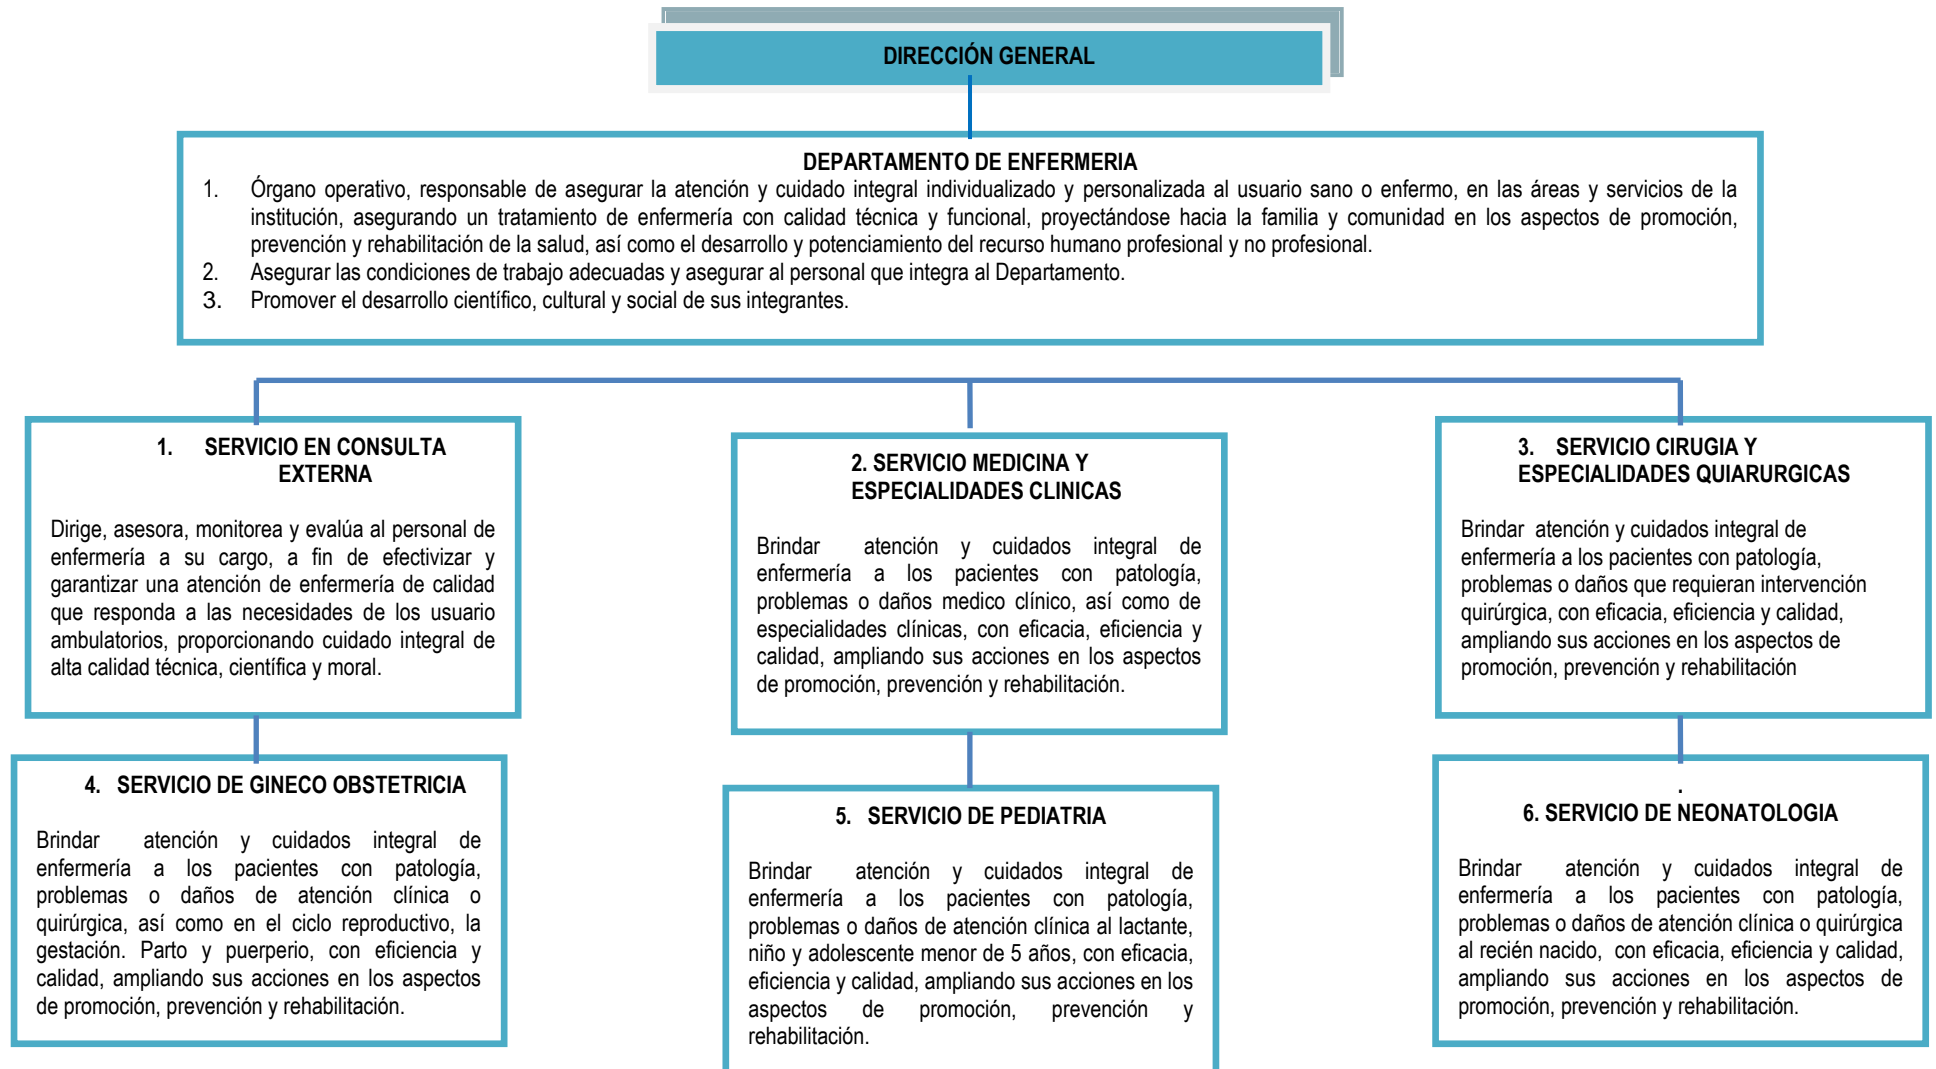 DIRECCIÓN GENERAL
DEPARTAMENTO DE ENFERMERIA
1. Órgano operativo, responsable de asegurar la atención y cuidado integral individualizado y personalizada al usuario sano o enfermo, en las áreas y servicios de la
institución, asegurando un tratamiento de enfermería con calidad técnica y funcional, proyectándose hacia la familia y comunidad en los aspectos de promoción,
prevención y rehabilitación de la salud, así como el desarrollo y potenciamiento del recurso humano profesional y no profesional.
2. Asegurar las condiciones de trabajo adecuadas y asegurar al personal que integra al Departamento.
3. Promover el desarrollo científico, cultural y social de sus integrantes.
1. SERVICIO EN CONSULTA
EXTERNA
Dirige, asesora, monitorea y evalúa al personal de
enfermería a su cargo, a fin de efectivizar y
garantizar una atención de enfermería de calidad
que responda a las necesidades de los usuario
ambulatorios, proporcionando cuidado integral de
alta calidad técnica, científica y moral.
2. SERVICIO MEDICINA Y
ESPECIALIDADES CLINICAS
Brindar atención y cuidados integral de
enfermería a los pacientes con patología,
problemas o daños medico clínico, así como de
especialidades clínicas, con eficacia, eficiencia y
calidad, ampliando sus acciones en los aspectos
de promoción, prevención y rehabilitación.
3. SERVICIO CIRUGIA Y
ESPECIALIDADES QUIARURGICAS
Brindar atención y cuidados integral de
enfermería a los pacientes con patología,
problemas o daños que requieran intervención
quirúrgica, con eficacia, eficiencia y calidad,
ampliando sus acciones en los aspectos de
promoción, prevención y rehabilitación
4. SERVICIO DE GINECO OBSTETRICIA
Brindar atención y cuidados integral de
enfermería a los pacientes con patología,
problemas o daños de atención clínica o
quirúrgica, así como en el ciclo reproductivo, la
gestación. Parto y puerperio, con eficiencia y
calidad, ampliando sus acciones en los aspectos
de promoción, prevención y rehabilitación.
5. SERVICIO DE PEDIATRIA
Brindar atención y cuidados integral de
enfermería a los pacientes con patología,
problemas o daños de atención clínica al lactante,
niño y adolescente menor de 5 años, con eficacia,
eficiencia y calidad, ampliando sus acciones en los
aspectos de promoción, prevención y
rehabilitación.
.
6. SERVICIO DE NEONATOLOGIA
Brindar atención y cuidados integral de
enfermería a los pacientes con patología,
problemas o daños de atención clínica o quirúrgica
al recién nacido, con eficacia, eficiencia y calidad,
ampliando sus acciones en los aspectos de
promoción, prevención y rehabilitación.